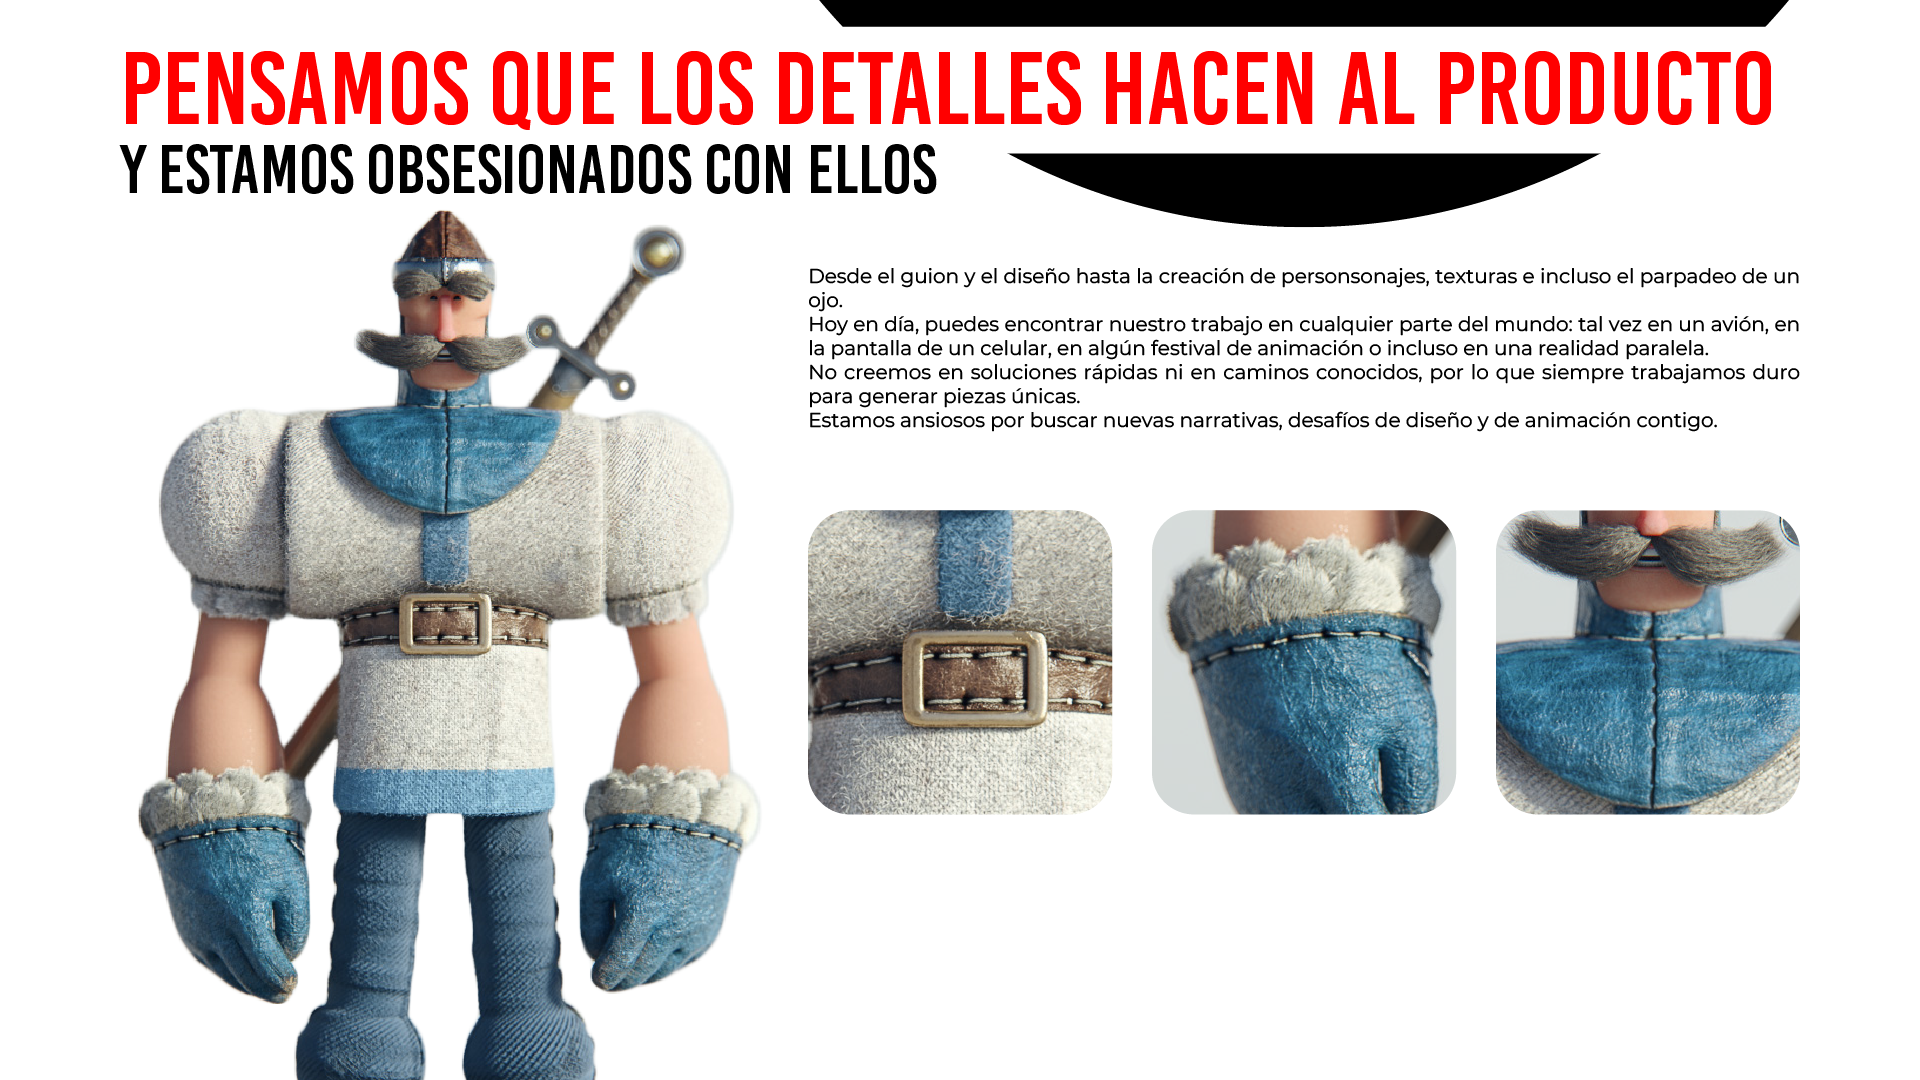 PENSAMOS QUE LOS DETALLES HACEN AL PRODUCTO
Y ESTAMOS OBSESIONADOS CON ELLOS
Desde el guion y el diseño hasta la creación de personsonajes, texturas e incluso el parpadeo de un
ojo.
Hoy en día, puedes encontrar nuestro trabajo en cualquier parte del mundo: tal vez en un avión, en
la pantalla de un celular, en algún festival de animación o incluso en una realidad paralela.
No creemos en soluciones rápidas ni en caminos conocidos, por lo que siempre trabajamos duro
para generar piezas únicas.
Estamos ansiosos por buscar nuevas narrativas, desafíos de diseño y de animación contigo.